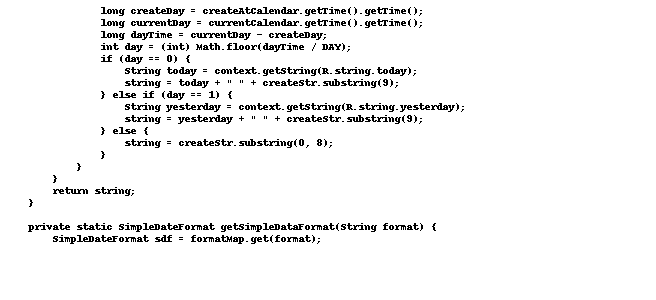 long createDay = createAtCalendar.getTime().getTime();
long currentDay = currentCalendar.getTime().getTime();
long dayTime = currentDay - createDay;
int day = (int) Math.floor(dayTime / DAY);
if (day == 0) {
String today = context.getString(R.string.today);
string = today + " " + createStr.substring(9);
} else if (day == 1) {
String yesterday = context.getString(R.string.yesterday);
string = yesterday + " " + createStr.substring(9);
} else {
string = createStr.substring(0, 8);
}
}
}
return string;
}
private static SimpleDateFormat getSimpleDataFormat(String format) {
SimpleDateFormat sdf = formatMap.get(format);